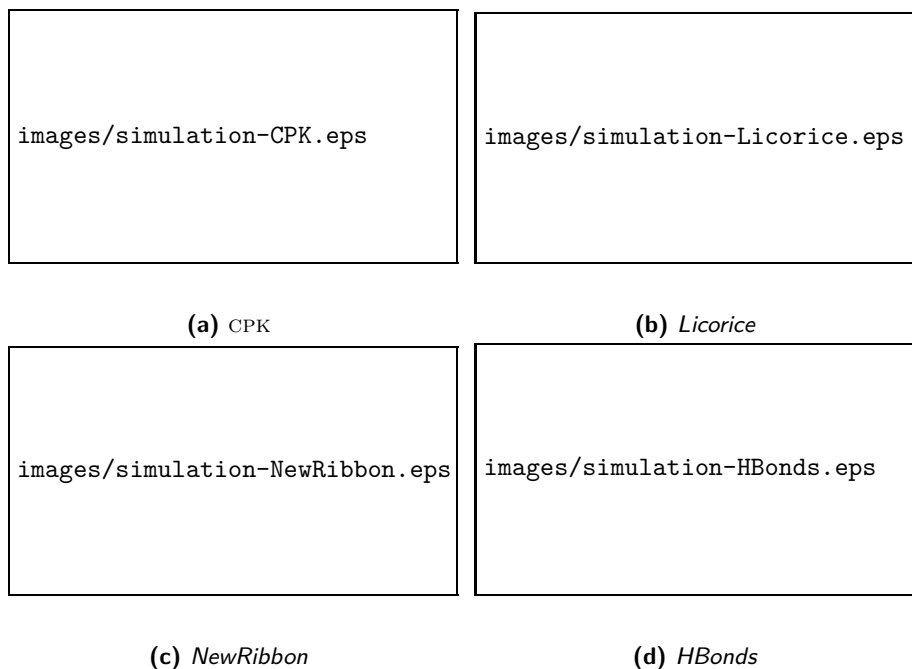 images/simulation-CPK.eps
images/simulation-Licorice.eps
(a) CPK
(b) Licorice
images/simulation-NewRibbon.eps
images/simulation-HBonds.eps
(c) NewRibbon
(d) HBonds